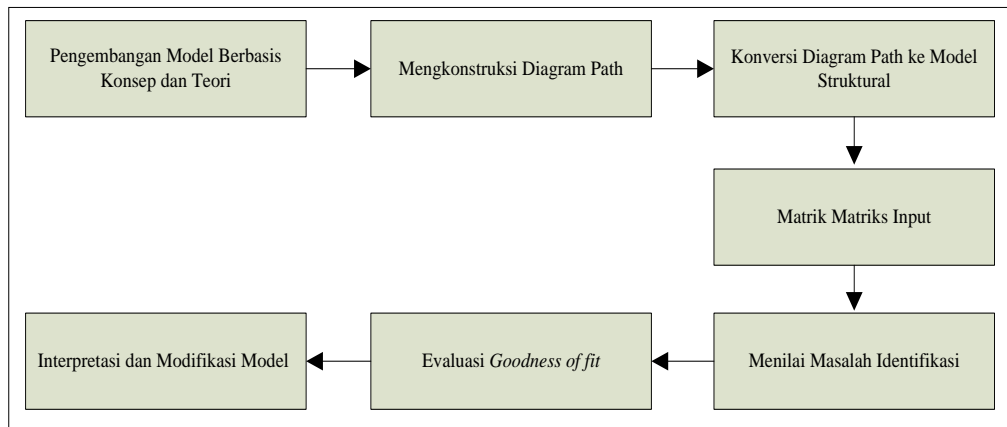 Pengembangan Model Berbasis
Konsep dan Teori
Mengkonstruksi Diagram Path
Konversi Diagram Path ke Model
Struktural
Matrik Matriks Input
Menilai Masalah Identifikasi
Evaluasi Goodness of fit
Interpretasi dan Modifikasi Model